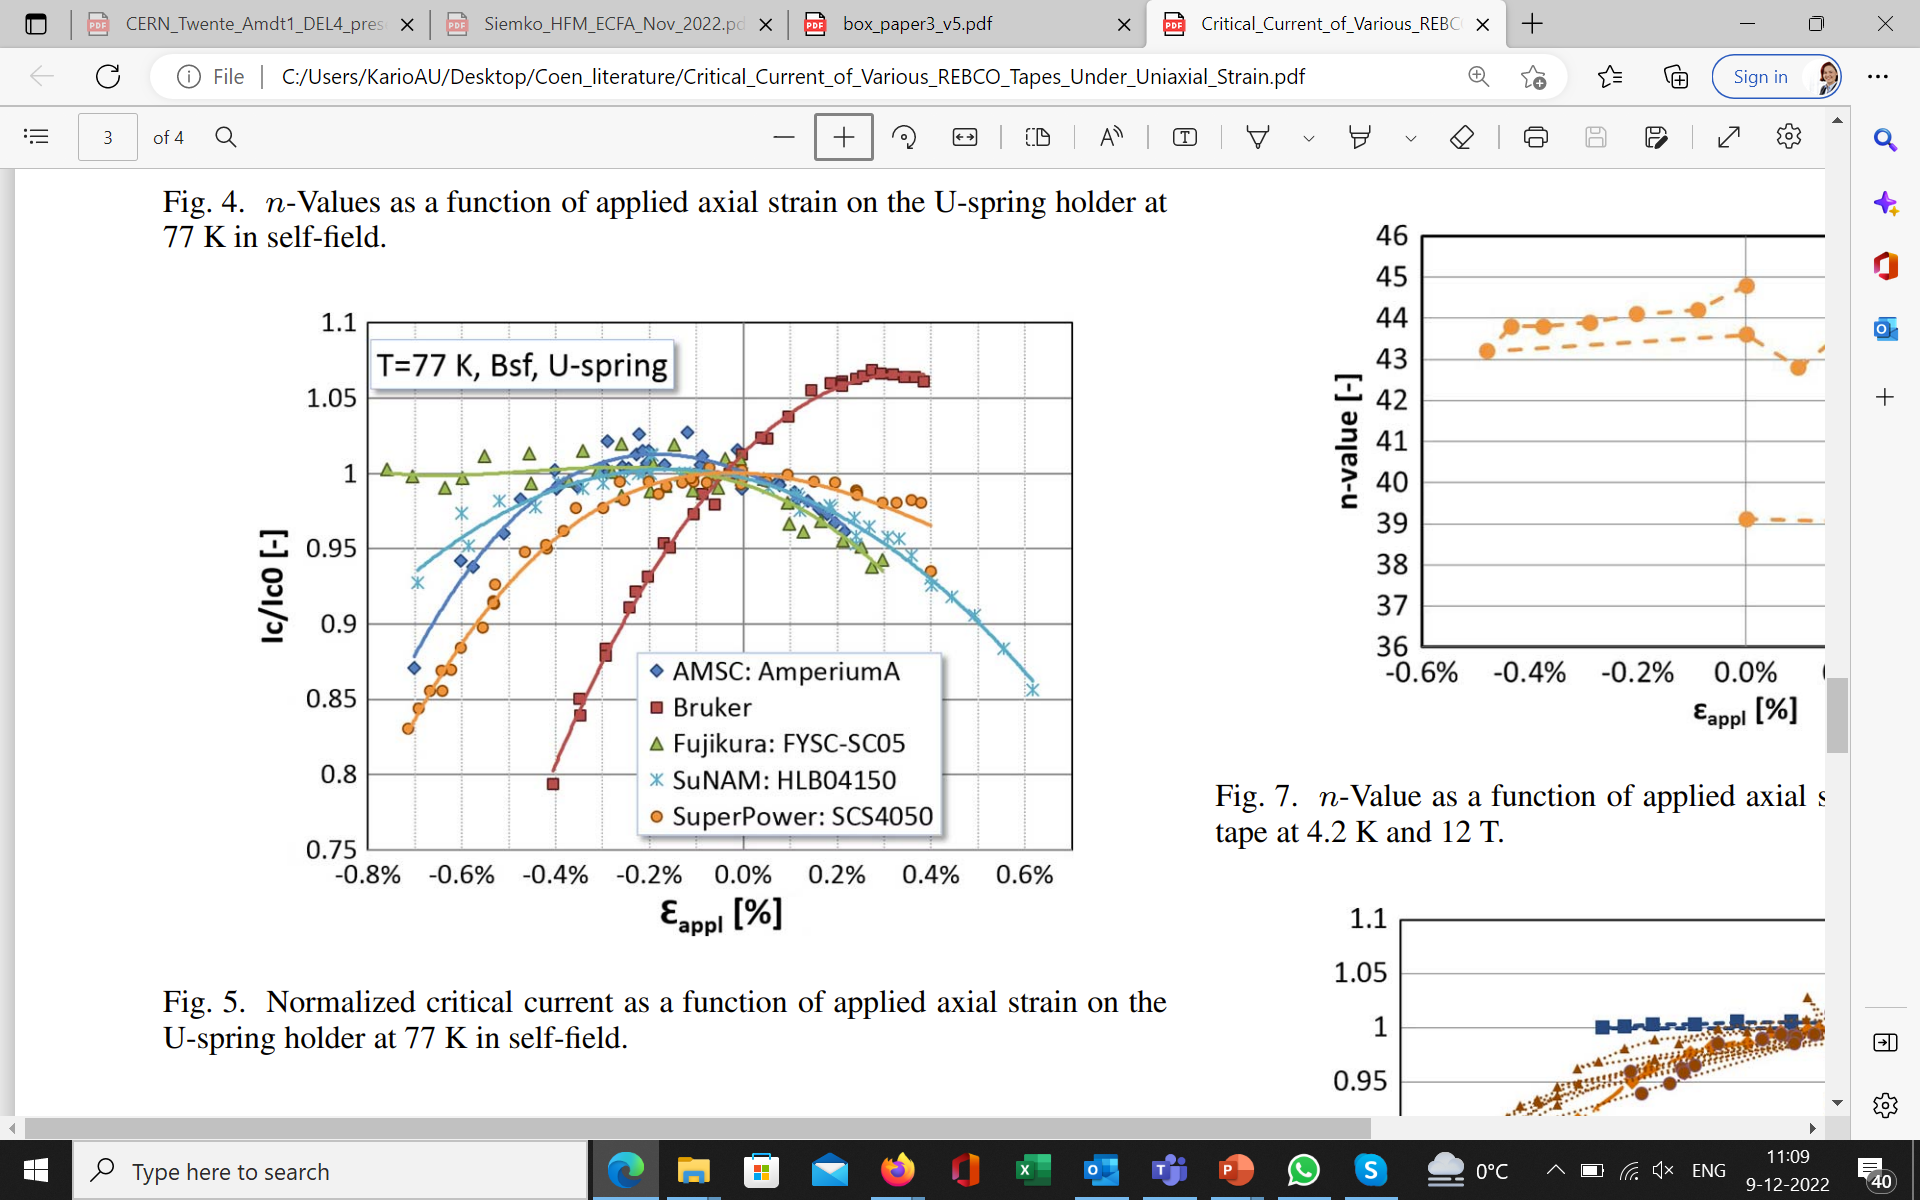 CERN_Twente_Amdt1_DEL4_pres
Siemko_HFM_ECFA_Nov_2022.pd
box_paper3_v5.pdf
Critical_Current_of_Various_REBC
File
C:/Users/KarioAU/Desktop/Coen_literature/Critical_Current_of_Various_REBCO_Tapes_Under_Uniaxial_Strain.pdf
Sign in
3
of 4
Fig. 4. n-Values as a function of applied axial strain on the U-spring holder at
77 K in self-field.
1.1
1.05
1
0.95
0.9
0.85
0.8
0.75
Ic/Ic0 [-]
T=77 K, Bsf, U-spring
AMSC: AmperiumA
Bruker
Fujikura: FYSC-SC05
SuNAM: HLB04150
SuperPower: SCS4050
-0.8% -0.6% -0.4% -0.2% 0.0% 0.2% 0.4% 0.6%
εappl [%]
Fig. 5. Normalized critical current as a function of applied axial strain on the
U-spring holder at 77 K in self-field.
46
45
44
43
42
41
40
39
38
37
36
n-value [-]
-0.6% -0.4% -0.2% 0.0%
εappl [%]
Fig. 7. n-Value as a function of applied axial s
tape at 4.2 K and 12 T.
1.1
1.05
1
0.95
Type here to search
0°C
ENG
11:09
9-12-2022
40